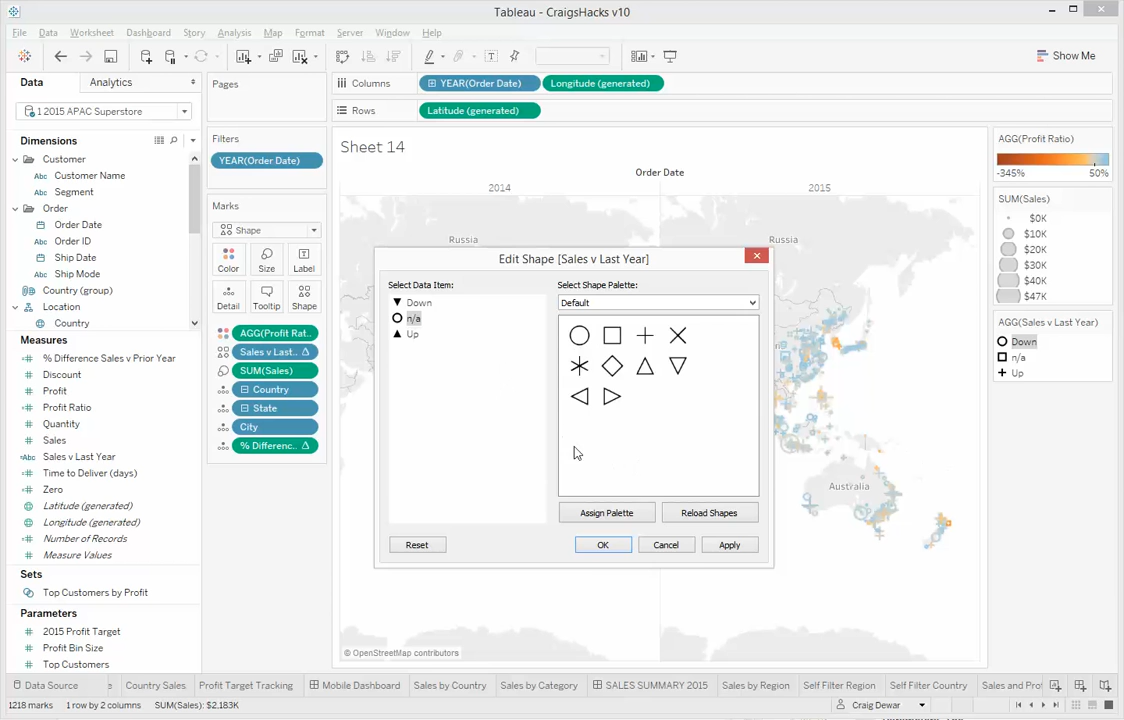 Tableau - CraigsHacks v10
File Data Worksheet Dashboard Story Analysis Map Format Server Window Help
Show Me
Data Analytics
1 2015 APAC Superstore
Dimensions
Customer
Abc Customer Name
Abc Segment
Order
Order Date
Abc Order ID
Ship Date
Abc Ship Mode
Country (group)
Location
Country
Measures
% Difference Sales v Prior Year
Discount
Profit
Profit Ratio
Quantity
Sales
Abc Sales v Last Year
Time to Deliver (days)
Zero
Latitude (generated)
Longitude (generated)
Number of Records
Measure Values
Sets
Top Customers by Profit
Parameters
2015 Profit Target
Profit Bin Size
Top Customers
Pages
Filters
YEAR(Order Date)
Marks
Shape
Color Size Label
Detail Tooltip Shape
AGG(Profit Rat..
Sales v Last..
SUM(Sales)
Country
State
City
% Differenc..
Columns YEAR(Order Date) Longitude (generated)
Rows Latitude (generated)
Sheet 14
Order Date
2014 2015
Russia Russia
Australia
© OpenStreetMap contributors
Edit Shape [Sales v Last Year]
Select Data Item:
Down
n/a
Up
Select Shape Palette:
Default
Assign Palette Reload Shapes
Reset OK Cancel Apply
AGG(Profit Ratio)
-345% 50%
SUM(Sales)
$0K
$10K
$20K
$30K
$47K
AGG(Sales v Last Year)
Down
n/a
Up
Data Source e Country Sales Profit Target Tracking Mobile Dashboard Sales by Country Sales by Category SALES SUMMARY 2015 Sales by Region Self Filter Region Self Filter Country Sales and Prof
1218 marks 1 row by 2 columns SUM(Sales): $2.183K Craig Dewar